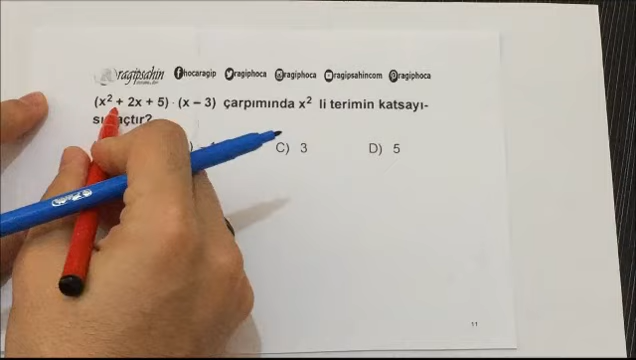 ragipsahin hocaragip ragiphoca ragiphoca ragipsahincom ragiphoca
(x² + 2x + 5) · (x − 3) çarpımında x² li terimin katsayı-
C) 3 D) 5
11